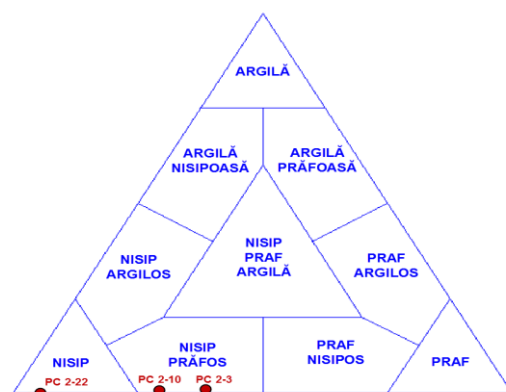 ARGILĂ
ARGILĂ
NISIPOASĂ
ARGILĂ
PRĂFOASĂ
NISIP
PRAF
ARGILĂ
NISIP
ARGILOS
PRAF
ARGILOS
NISIP
PRĂFOS
PRAF
NISIPOS
NISIP
PRAF
PC 2-22
PC 2-10
PC 2-3